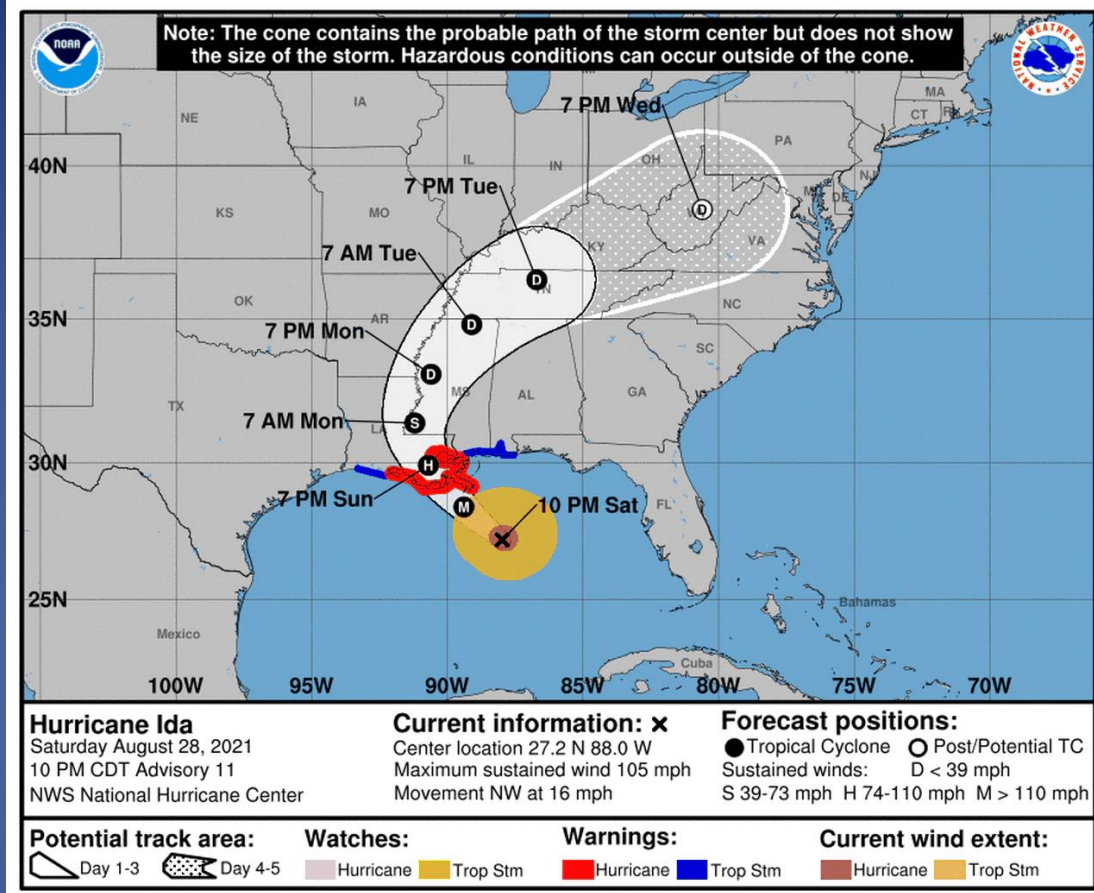 Note: The cone contains the probable path of the storm center but does not show
the size of the storm. Hazardous conditions can occur outside of the cone.
NOAA
NATIONAL WEATHER SERVICE
7 PM Wed
7 PM Tue
7 AM Tue
7 PM Mon
7 AM Mon
7 PM Sun
10 PM Sat
D
D
D
D
S
H
M
NE
IA
IL
IN
OH
PA
MA
CT
NJ
DE
KS
MO
KY
VA
OK
AR
TN
NC
SC
TX
LA
MS
AL
GA
FL
Mexico
Cuba
Bahamas
40N
35N
30N
25N
100W
95W
90W
85W
80W
75W
70W
Hurricane Ida
Saturday August 28, 2021
10 PM CDT Advisory 11
NWS National Hurricane Center
Current information: ×
Center location 27.2 N 88.0 W
Maximum sustained wind 105 mph
Movement NW at 16 mph
Forecast positions:
Tropical Cyclone Post/Potential TC
Sustained winds: D < 39 mph
S 39-73 mph H 74-110 mph M > 110 mph
Potential track area:
Day 1-3 Day 4-5
Watches:
Hurricane Trop Stm
Warnings:
Hurricane Trop Stm
Current wind extent:
Hurricane Trop Stm